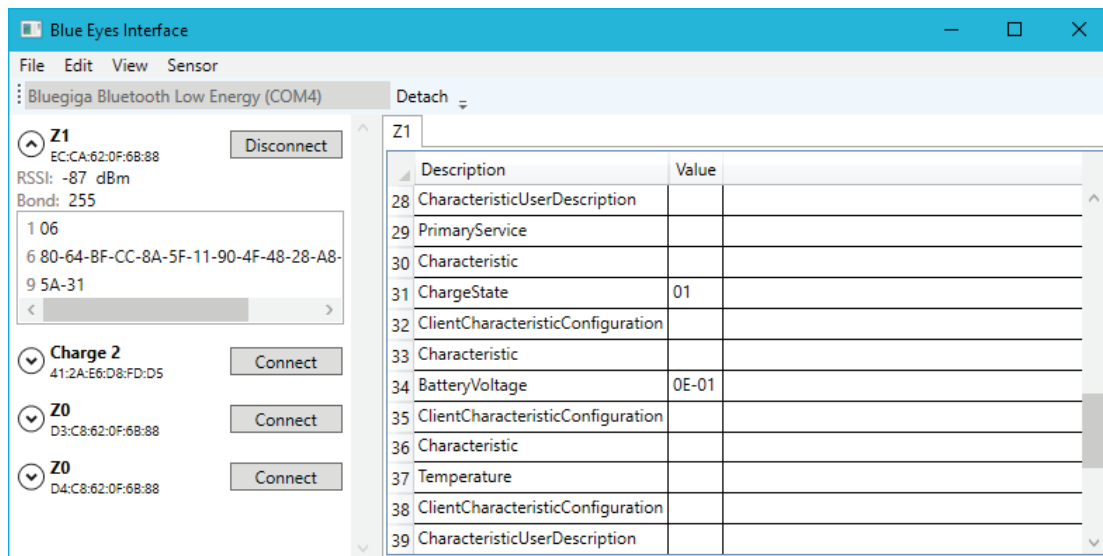 Blue Eyes Interface
File Edit View Sensor
Bluegiga Bluetooth Low Energy (COM4) Detach
Z1 Disconnect
EC:CA:62:0F:6B:88
RSSI: -87 dBm
Bond: 255
1 06
6 80-64-BF-CC-8A-5F-11-90-4F-48-28-A8-
9 5A-31
Charge 2 Connect
41:2A:E6:D8:FD:D5
Z0 Connect
D3:C8:62:0F:6B:88
Z0 Connect
D4:C8:62:0F:6B:88
Z1
Description Value
28 CharacteristicUserDescription
29 PrimaryService
30 Characteristic
31 ChargeState 01
32 ClientCharacteristicConfiguration
33 Characteristic
34 BatteryVoltage 0E-01
35 ClientCharacteristicConfiguration
36 Characteristic
37 Temperature
38 ClientCharacteristicConfiguration
39 CharacteristicUserDescription